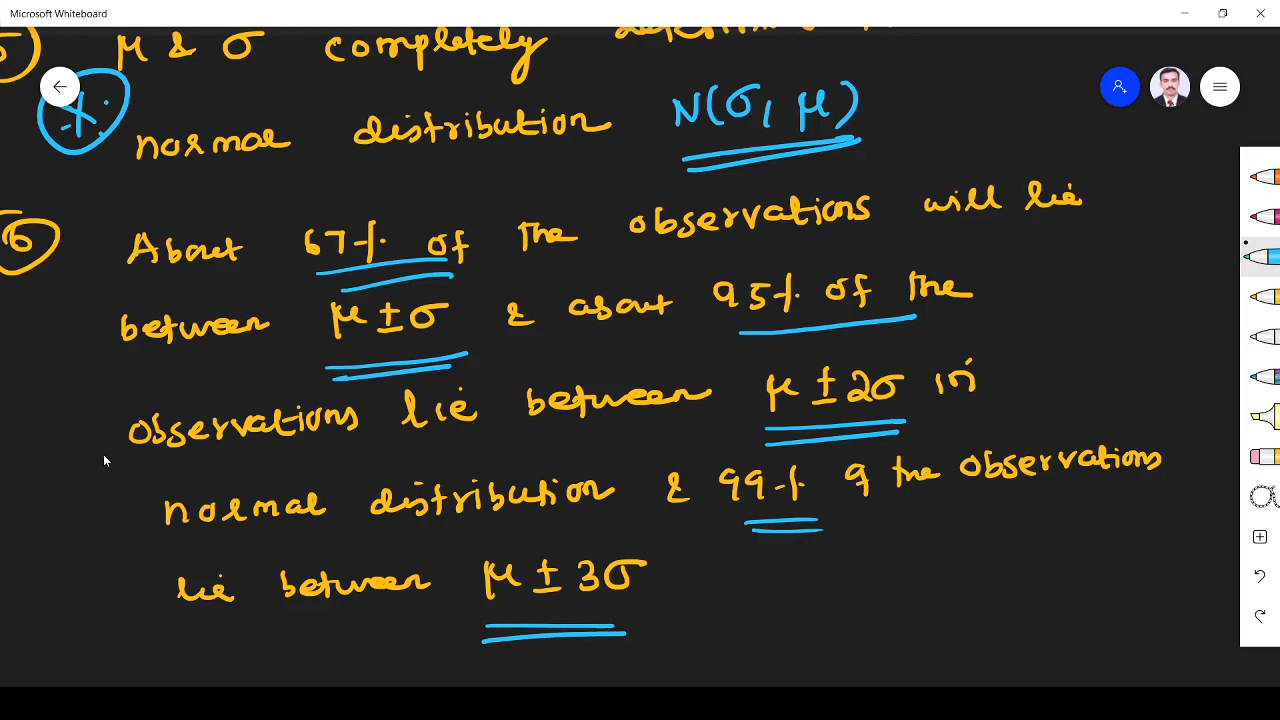 Microsoft Whiteboard
μ & σ completely
normal distribution N(σ, μ)
6 About 67% of the observations will lie
between μ ± σ & about 95% of the
observations lie between μ ± 2σ in
normal distribution & 99% of the observations
lie between μ ± 3σ